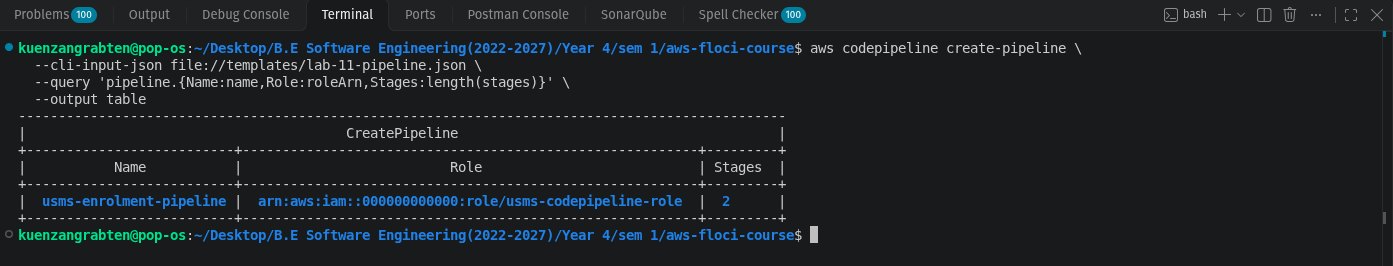 Problems 100 Output Debug Console Terminal Ports Postman Console SonarQube Spell Checker 100 bash
kuenzangrabten@pop-os:~/Desktop/B.E Software Engineering(2022-2027)/Year 4/sem 1/aws-floci-course$ aws codepipeline create-pipeline \
  --cli-input-json file://templates/lab-11-pipeline.json \
  --query 'pipeline.{Name:name,Role:roleArn,Stages:length(stages)}' \
  --output table
------------------------------------------------------------------------------------------------
|                                        CreatePipeline                                        |
+--------------------------+---------------------------------------------------------+---------+
|           Name           |                          Role                           | Stages  |
+--------------------------+---------------------------------------------------------+---------+
|  usms-enrolment-pipeline |  arn:aws:iam::000000000000:role/usms-codepipeline-role  |  2      |
+--------------------------+---------------------------------------------------------+---------+
kuenzangrabten@pop-os:~/Desktop/B.E Software Engineering(2022-2027)/Year 4/sem 1/aws-floci-course$